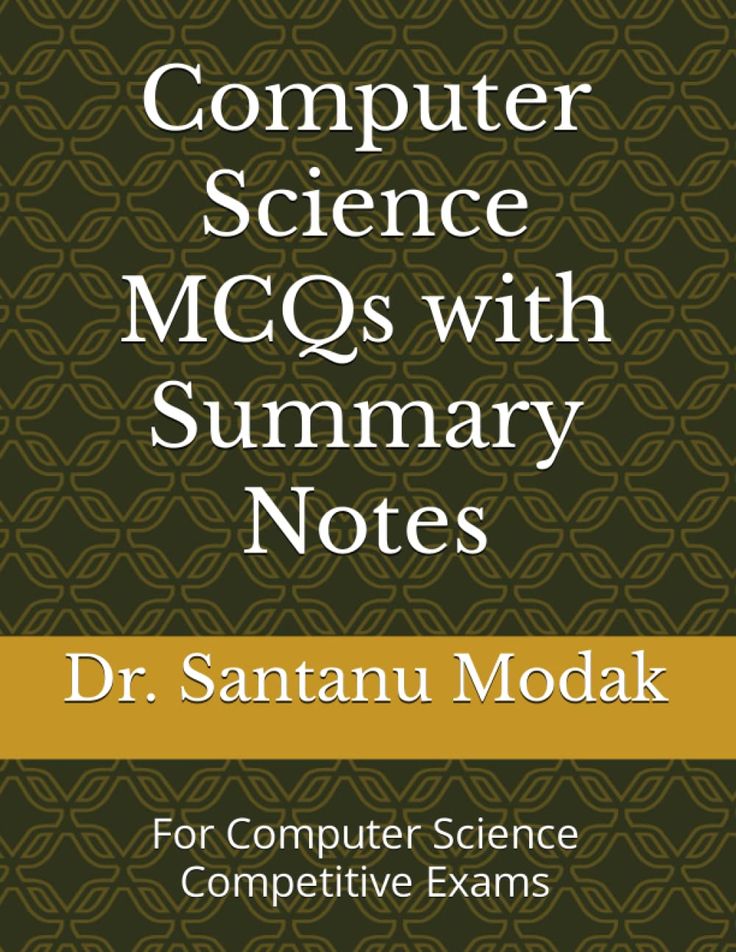 Computer
Science
MCQs with
Summary
Notes
Dr. Santanu Modak
For Computer Science
Competitive Exams